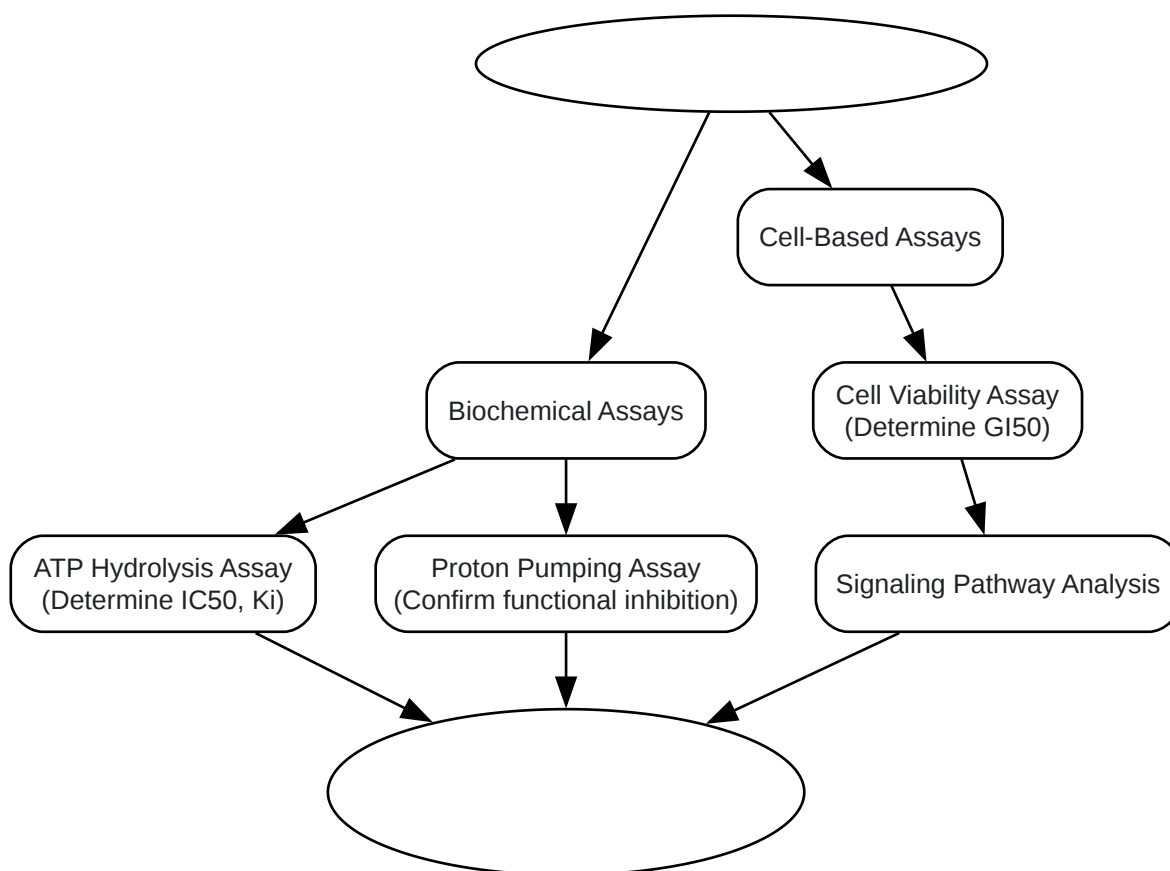 Cell-Based Assays
Biochemical Assays
Cell Viability Assay
(Determine GI50)
ATP Hydrolysis Assay
(Determine IC50, Ki)
Proton Pumping Assay
(Confirm functional inhibition)
Signaling Pathway Analysis